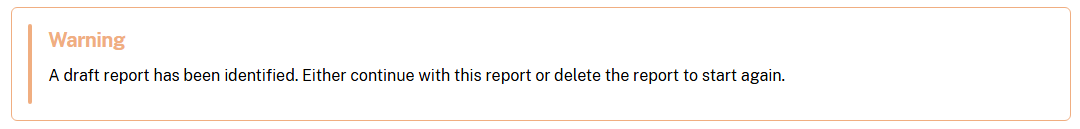 Warning
A draft report has been identified. Either continue with this report or delete the report to start again.